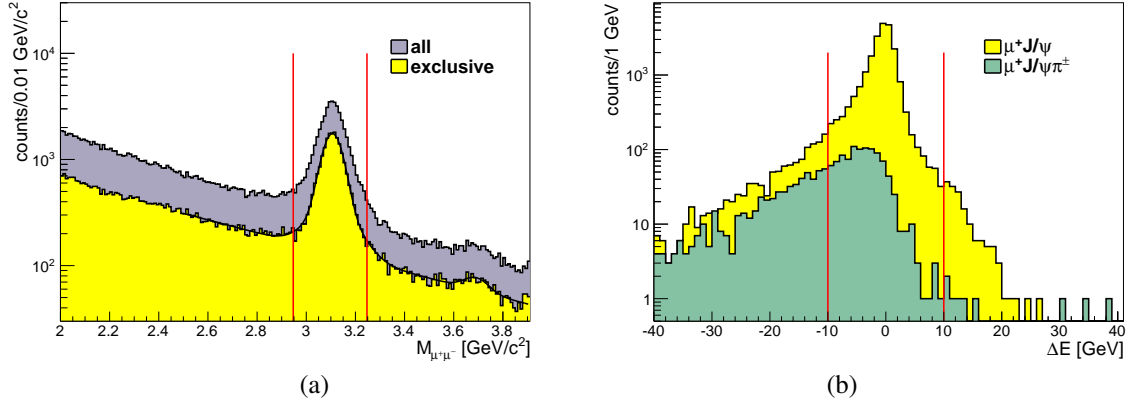 counts/0.01 GeV/c²
10⁴
10³
10²
all
exclusive
2 2.2 2.4 2.6 2.8 3 3.2 3.4 3.6 3.8
M_μ⁺μ⁻ [GeV/c²]
(a)
counts/1 GeV
10³
10²
10
1
μ⁺J/ψ
μ⁺J/ψπ±
-40 -30 -20 -10 0 10 20 30 40
ΔE [GeV]
(b)